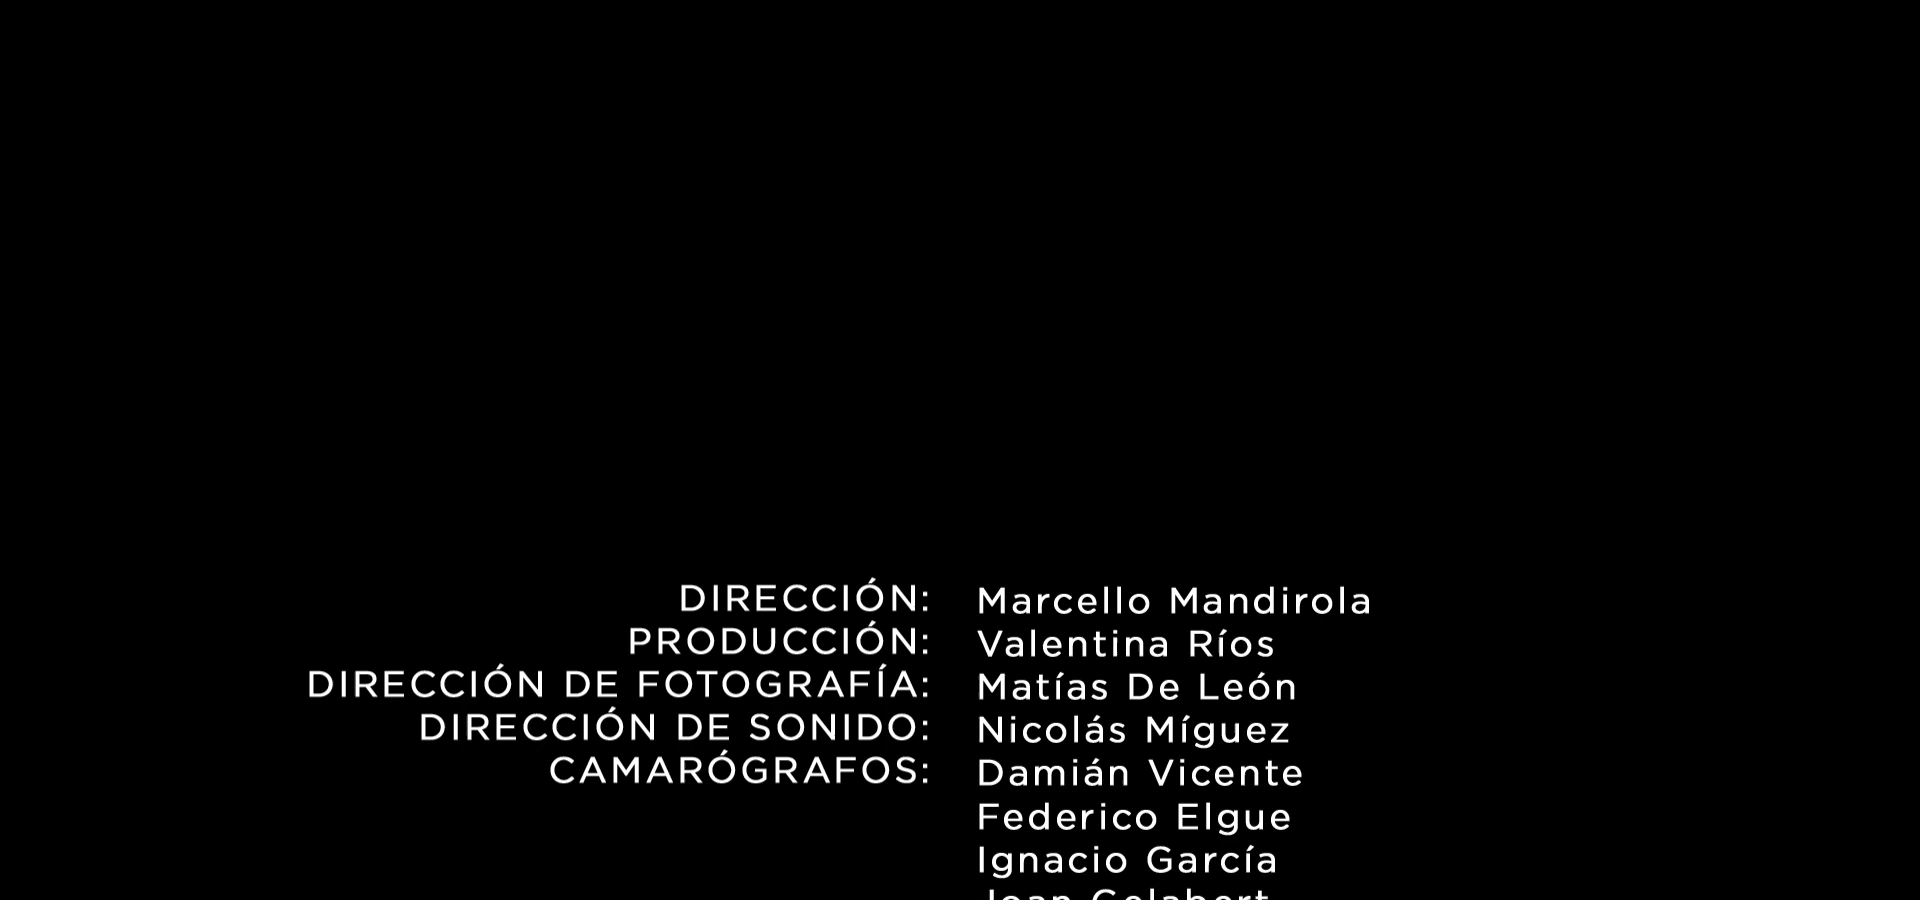 DIRECCIÓN: Marcello Mandirola
PRODUCCIÓN: Valentina Ríos
DIRECCIÓN DE FOTOGRAFÍA: Matías De León
DIRECCIÓN DE SONIDO: Nicolás Míguez
CAMARÓGRAFOS: Damián Vicente
Federico Elgue
Ignacio García